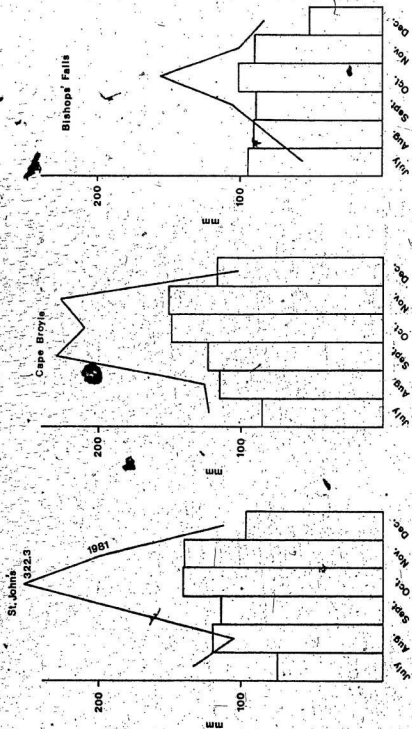 St. Johns
322.3
1981
200
100
mm
July Aug. Sept. Oct. Nov. Dec.
Cape Broyle
200
100
mm
July Aug. Sept. Oct. Nov. Dec.
Bishops Falls
200
100
mm
July Aug. Sept. Oct. Nov. Dec.